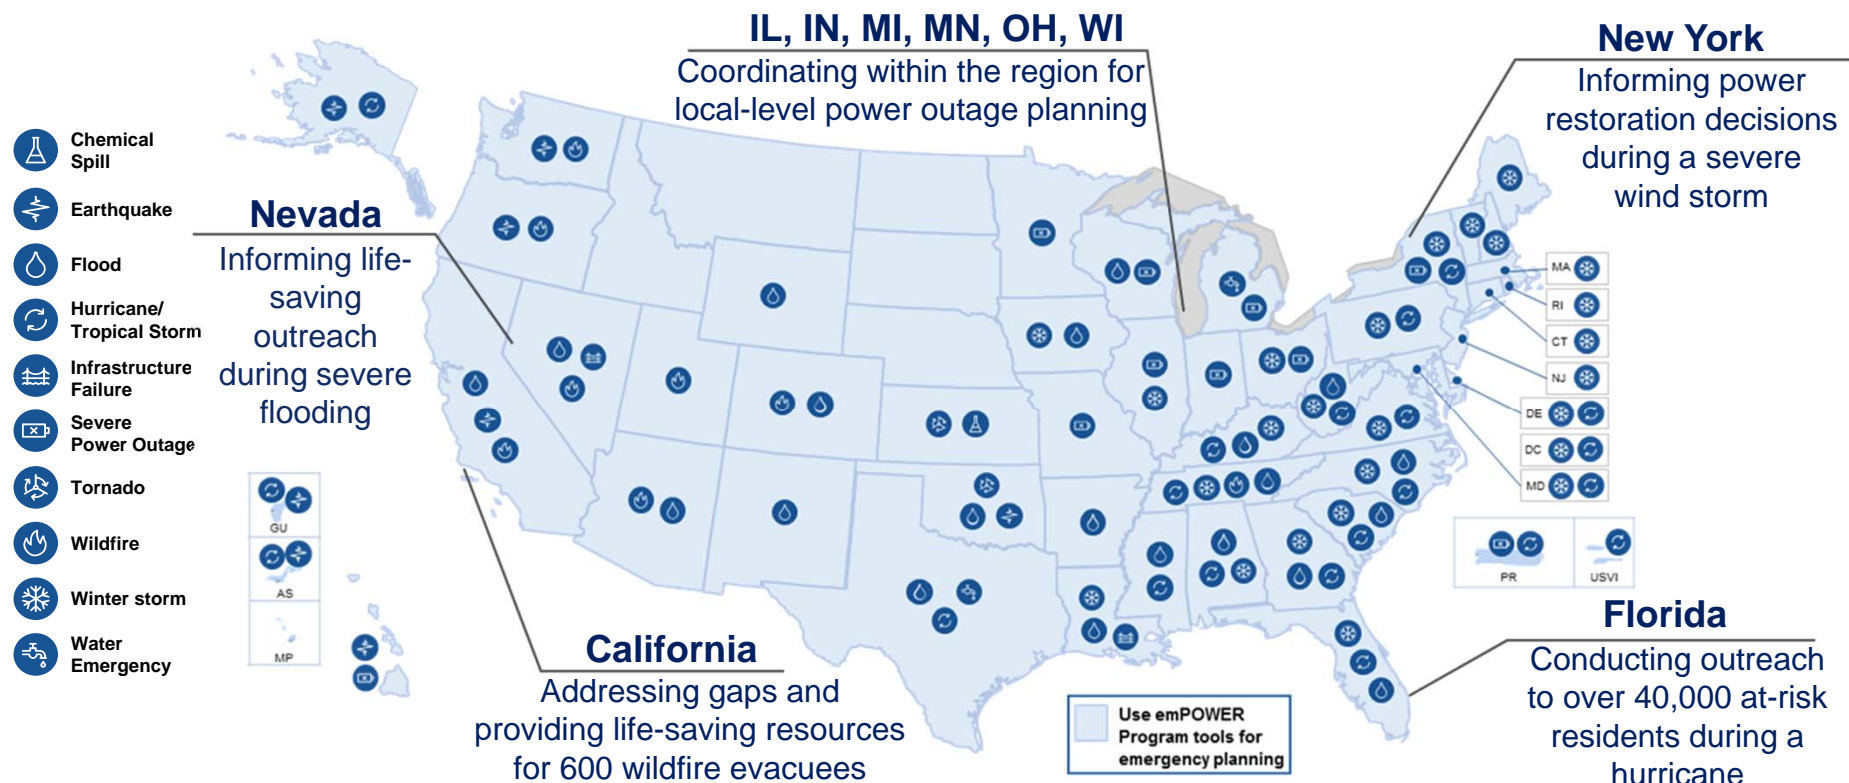 IL, IN, MI, MN, OH, WI
Coordinating within the region for
local-level power outage planning
New York
Informing power
restoration decisions
during a severe
wind storm
Chemical
Spill
Earthquake
Flood
Hurricane/
Tropical Storm
Infrastructure
Failure
Severe
Power Outage
Tornado
Wildfire
Winter storm
Water
Emergency
Nevada
Informing life-
saving
outreach
during severe
flooding
MA
RI
CT
NJ
DE
DC
MD
GU
AS
MP
PR
USVI
California
Addressing gaps and
providing life-saving resources
for 600 wildfire evacuees
Use emPOWER
Program tools for
emergency planning
Florida
Conducting outreach
to over 40,000 at-risk
residents during a
hurricane